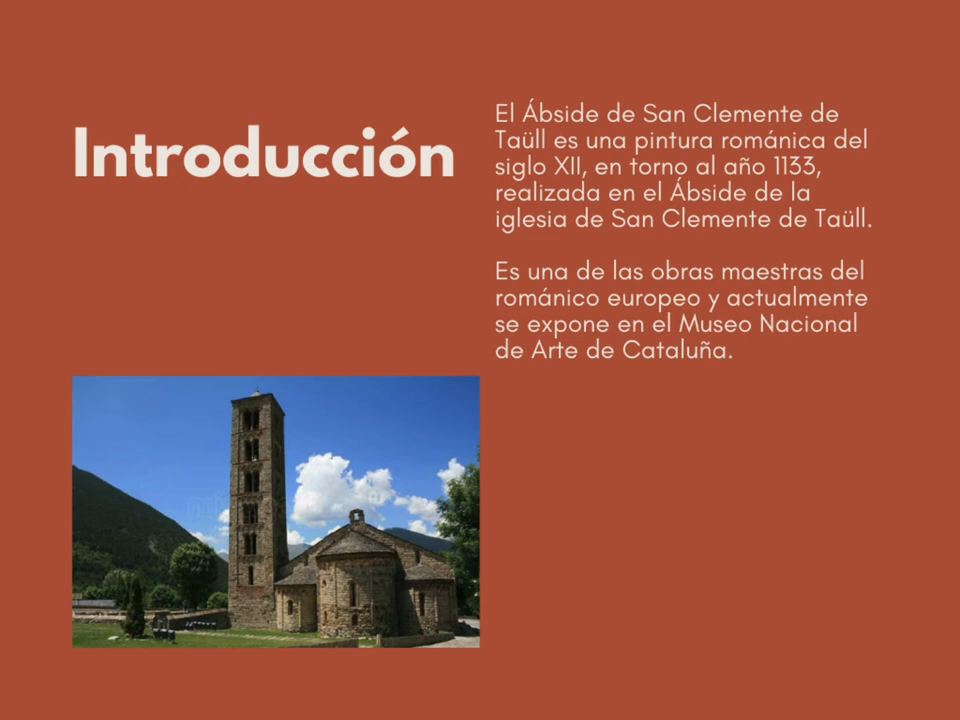 Introducción
El Ábside de San Clemente de
Taüll es una pintura románica del
siglo XII, en torno al año 1133,
realizada en el Ábside de la
iglesia de San Clemente de Taüll.
Es una de las obras maestras del
románico europeo y actualmente
se expone en el Museo Nacional
de Arte de Cataluña.